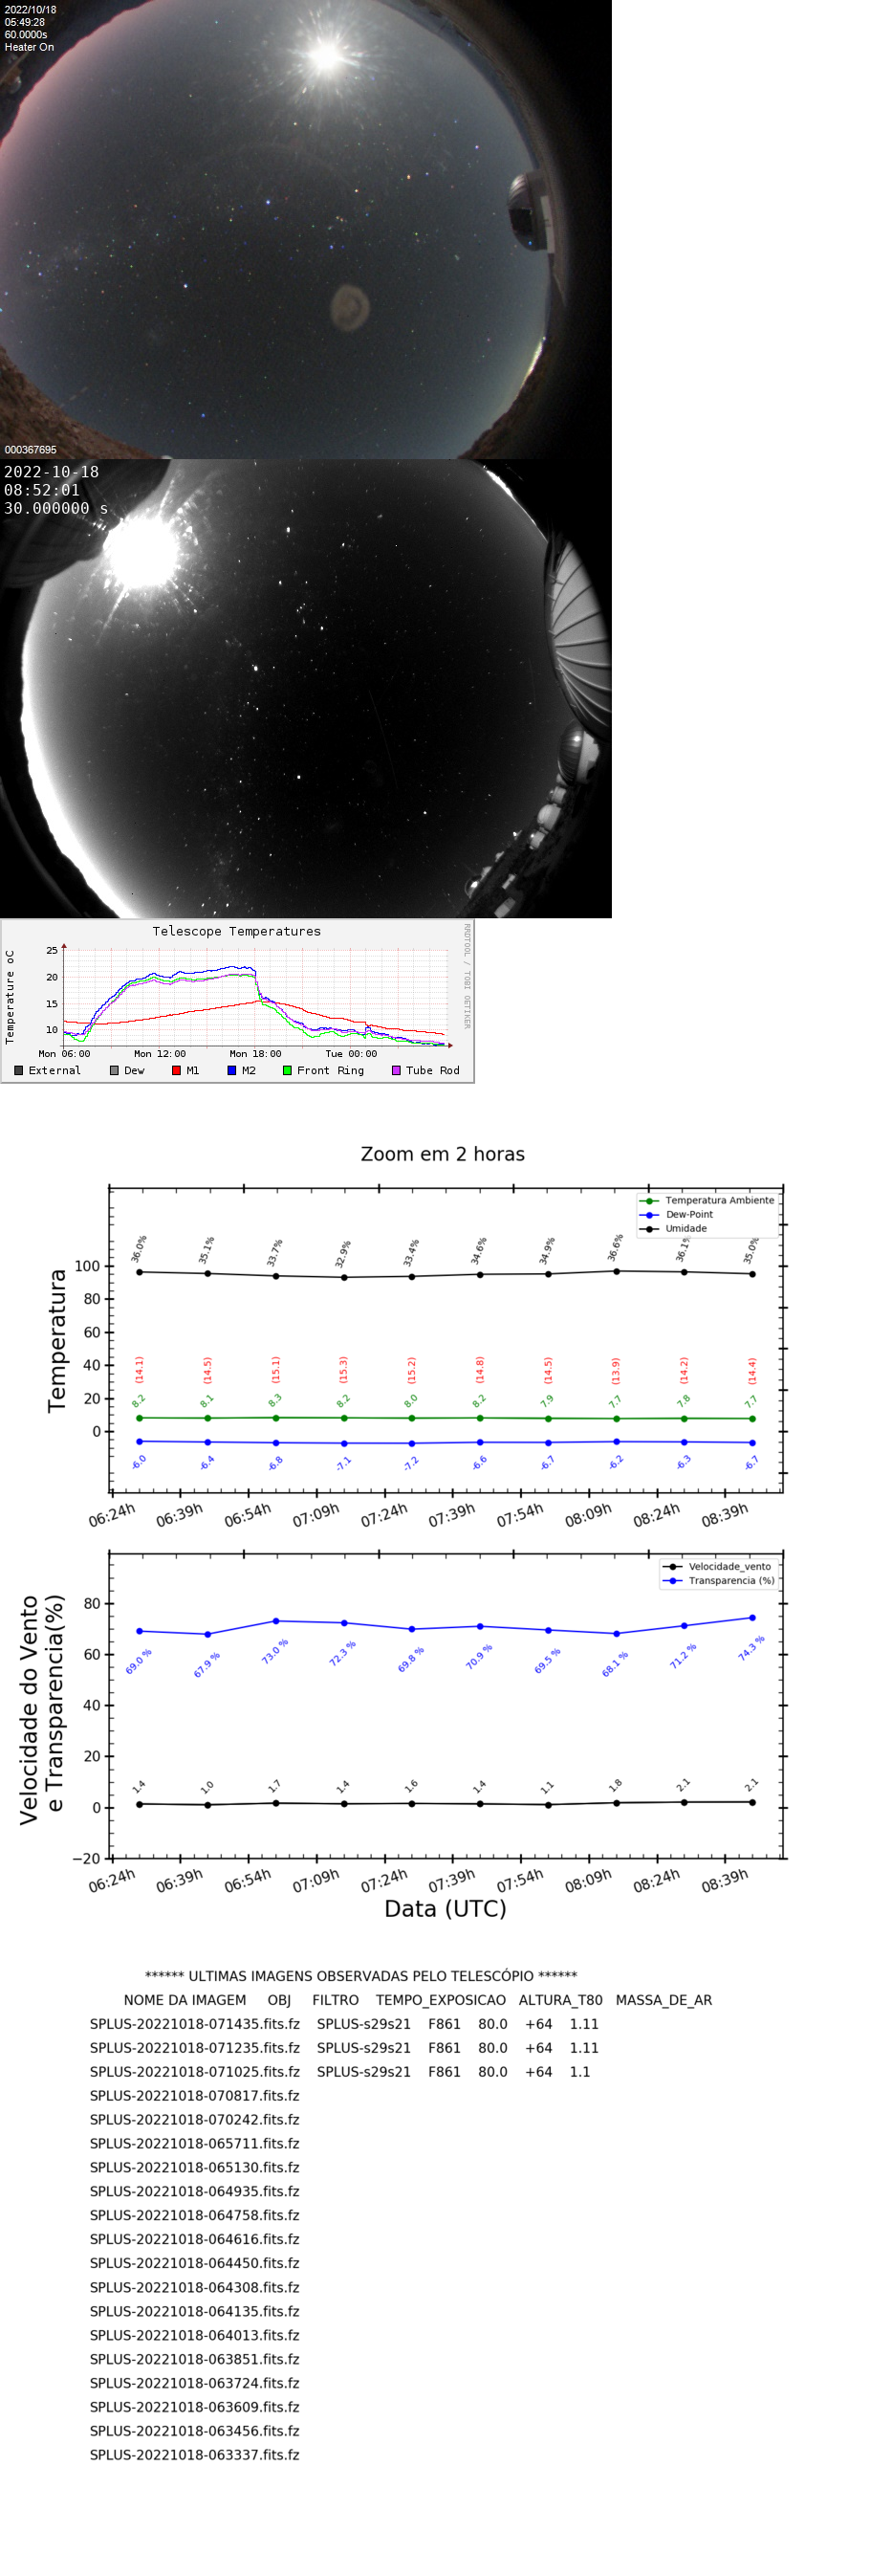 2022/10/18
05:49:28
60.0000s
Heater On
000367695
2022-10-18
08:52:01
30.000000 s
Telescope Temperatures
RRDTOOL / TOBI OETIKER
Temperature oC
25
20
15
10
Mon 06:00 Mon 12:00 Mon 18:00 Tue 00:00
External Dew M1 M2 Front Ring Tube Rod
Zoom em 2 horas
Temperatura Ambiente
Dew-Point
Umidade
Temperatura
100
80
60
40
20
0
36.0% 35.1% 33.7% 32.9% 33.4% 34.6% 34.9% 36.6% 36.1% 35.0%
(14.1) (14.5) (15.1) (15.3) (15.2) (14.8) (14.5) (13.9) (14.2) (14.4)
8.2 8.1 8.3 8.2 8.0 8.2 7.9 7.7 7.8 7.7
-6.0 -6.4 -6.8 -7.1 -7.2 -6.6 -6.7 -6.2 -6.3 -6.7
06:24h 06:39h 06:54h 07:09h 07:24h 07:39h 07:54h 08:09h 08:24h 08:39h
Velocidade_vento
Transparencia (%)
Velocidade do Vento
e Transparencia(%)
80
60
40
20
0
−20
69.0 % 67.9 % 73.0 % 72.3 % 69.8 % 70.9 % 69.5 % 68.1 % 71.2 % 74.3 %
1.4 1.0 1.7 1.4 1.6 1.4 1.1 1.8 2.1 2.1
06:24h 06:39h 06:54h 07:09h 07:24h 07:39h 07:54h 08:09h 08:24h 08:39h
Data (UTC)
****** ULTIMAS IMAGENS OBSERVADAS PELO TELESCÓPIO ******
NOME DA IMAGEM OBJ FILTRO TEMPO_EXPOSICAO ALTURA_T80 MASSA_DE_AR
SPLUS-20221018-071435.fits.fz SPLUS-s29s21 F861 80.0 +64 1.11
SPLUS-20221018-071235.fits.fz SPLUS-s29s21 F861 80.0 +64 1.11
SPLUS-20221018-071025.fits.fz SPLUS-s29s21 F861 80.0 +64 1.1
SPLUS-20221018-070817.fits.fz
SPLUS-20221018-070242.fits.fz
SPLUS-20221018-065711.fits.fz
SPLUS-20221018-065130.fits.fz
SPLUS-20221018-064935.fits.fz
SPLUS-20221018-064758.fits.fz
SPLUS-20221018-064616.fits.fz
SPLUS-20221018-064450.fits.fz
SPLUS-20221018-064308.fits.fz
SPLUS-20221018-064135.fits.fz
SPLUS-20221018-064013.fits.fz
SPLUS-20221018-063851.fits.fz
SPLUS-20221018-063724.fits.fz
SPLUS-20221018-063609.fits.fz
SPLUS-20221018-063456.fits.fz
SPLUS-20221018-063337.fits.fz